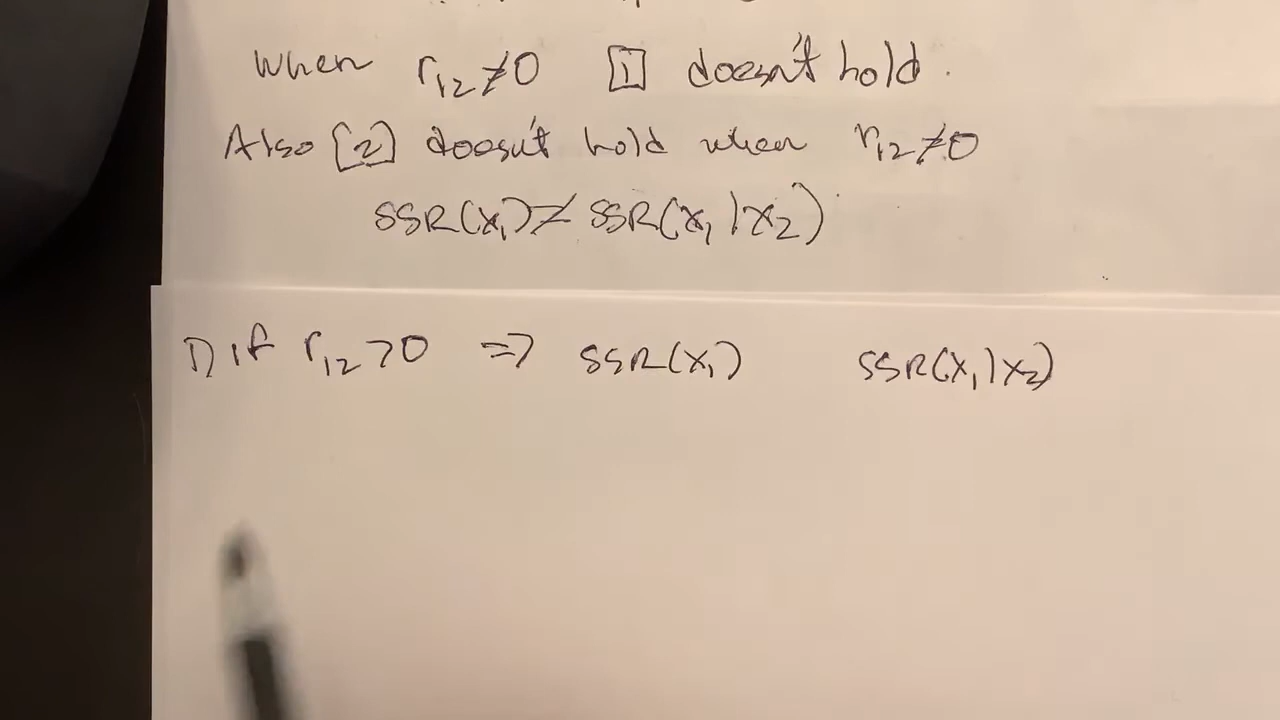 When r₁₂≠0 [1] doesn't hold.
Also [2] doesn't hold when r₁₂≠0
SSR(x₁)≠ SSR(x₁|x₂)
1) if r₁₂>0 => SSR(x₁) SSR(x₁|x₂)